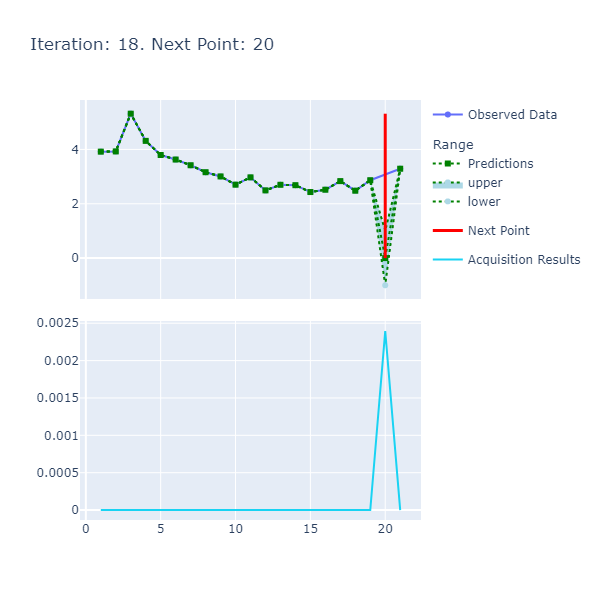 Iteration: 18. Next Point: 20
Observed Data
Range
Predictions
upper
lower
Next Point
Acquisition Results
4
2
0
0.0025
0.002
0.0015
0.001
0.0005
0
0 5 10 15 20